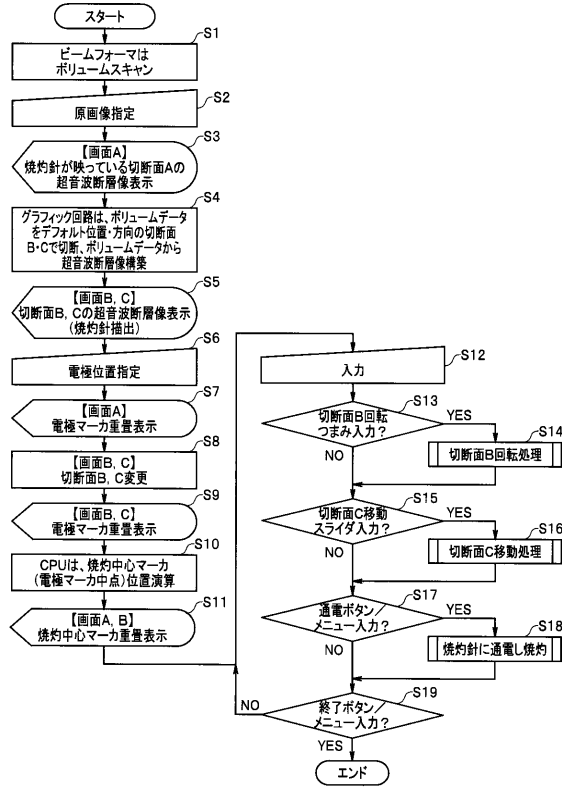 スタート
S1
ビームフォーマは
ボリュームスキャン
S2
原画像指定
S3
【画面A】
焼灼針が映っている切断面Aの
超音波断層像表示
S4
グラフィック回路は、ボリュームデータ
をデフォルト位置・方向の切断面
B・Cで切断、ボリュームデータから
超音波断層像構築
S5
【画面B, C】
切断面B, Cの超音波断層像表示
(焼灼針描出)
S6
電極位置指定
S7
【画面A】
電極マーカ重畳表示
S8
【画面B, C】
切断面B, C変更
S9
【画面B, C】
電極マーカ重畳表示
S10
CPUは、焼灼中心マーカ
(電極マーカ中点)位置演算
S11
【画面A, B】
焼灼中心マーカ重畳表示
S12
入力
S13
切断面B回転
つまみ入力?
YES
NO
S14
切断面B回転処理
S15
切断面C移動
スライダ入力?
YES
NO
S16
切断面C移動処理
S17
通電ボタン/
メニュー入力?
YES
NO
S18
焼灼針に通電し焼灼
S19
終了ボタン/
メニュー入力?
NO
YES
エンド